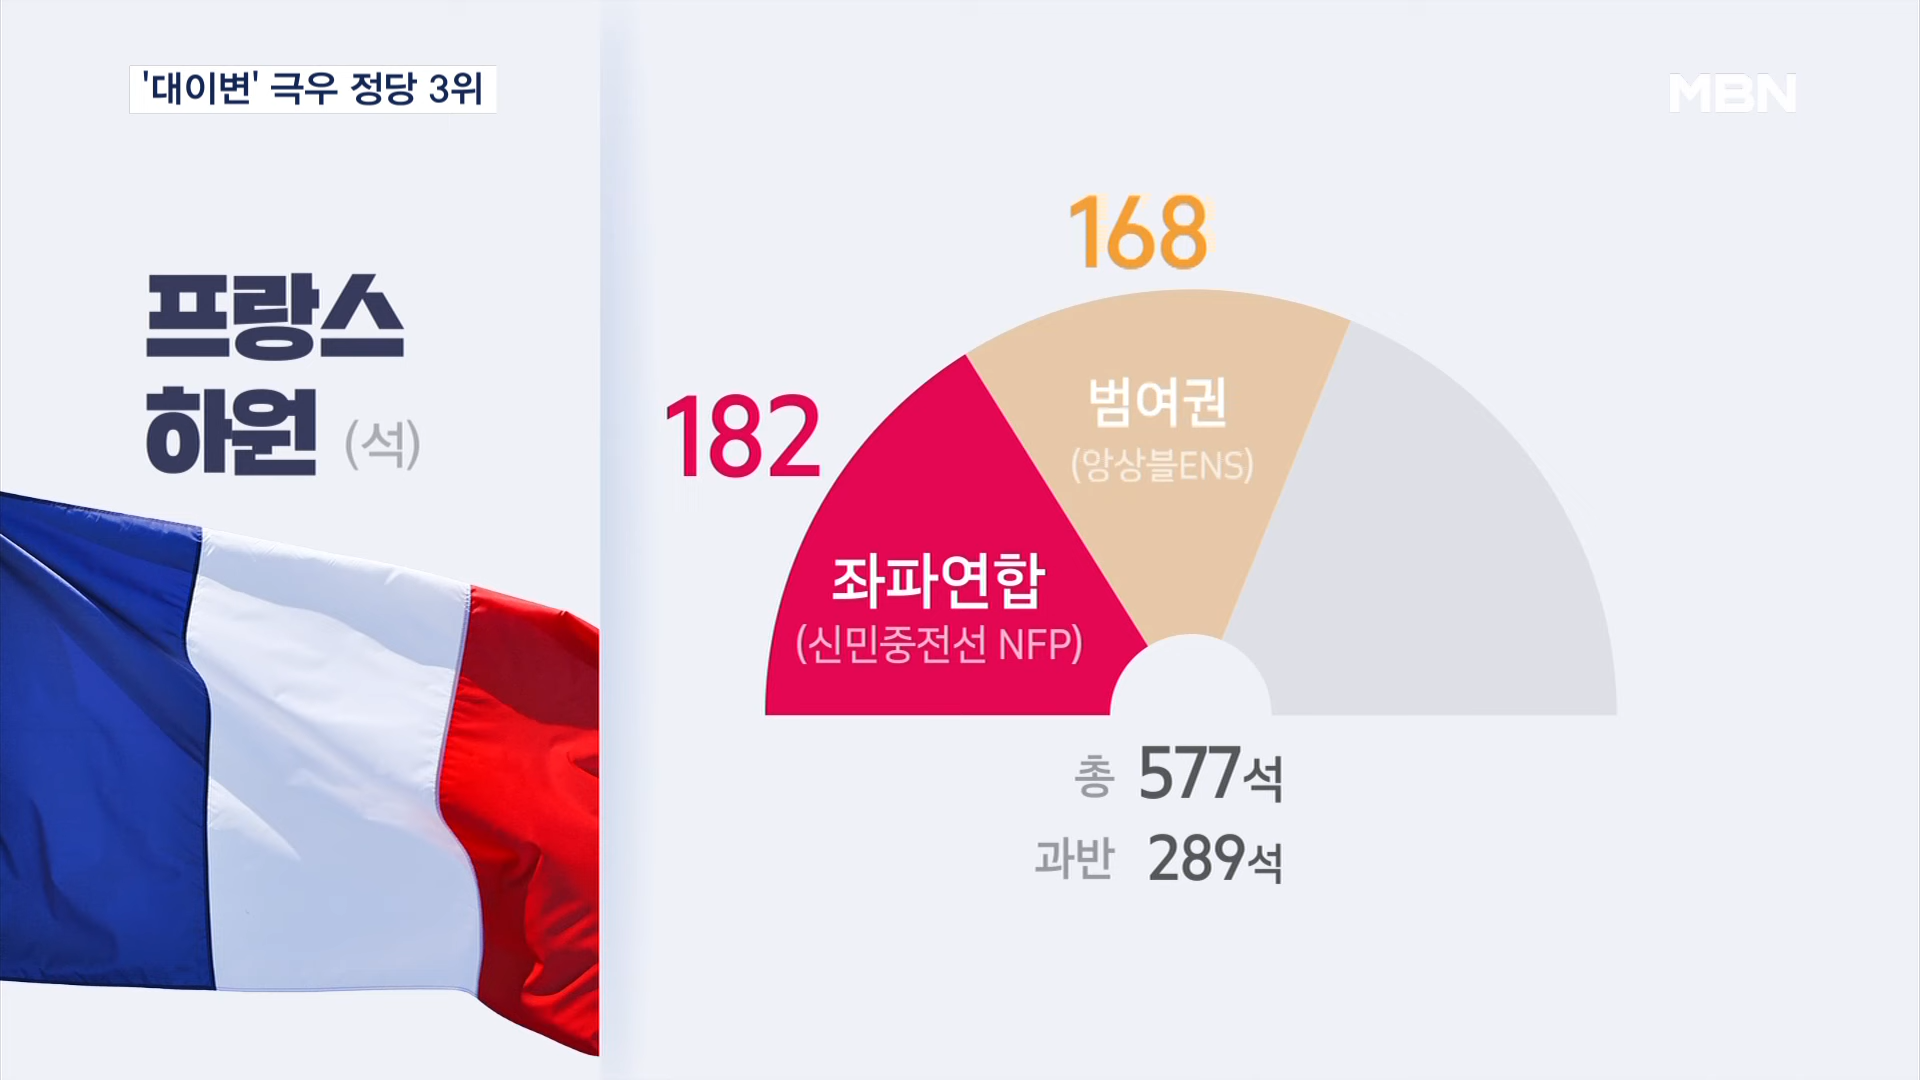 '대이변' 극우 정당 3위
MBN
프랑스
하원 (석)
168
182
범여권
(앙상블ENS)
좌파연합
(신민중전선 NFP)
총 577석
과반 289석